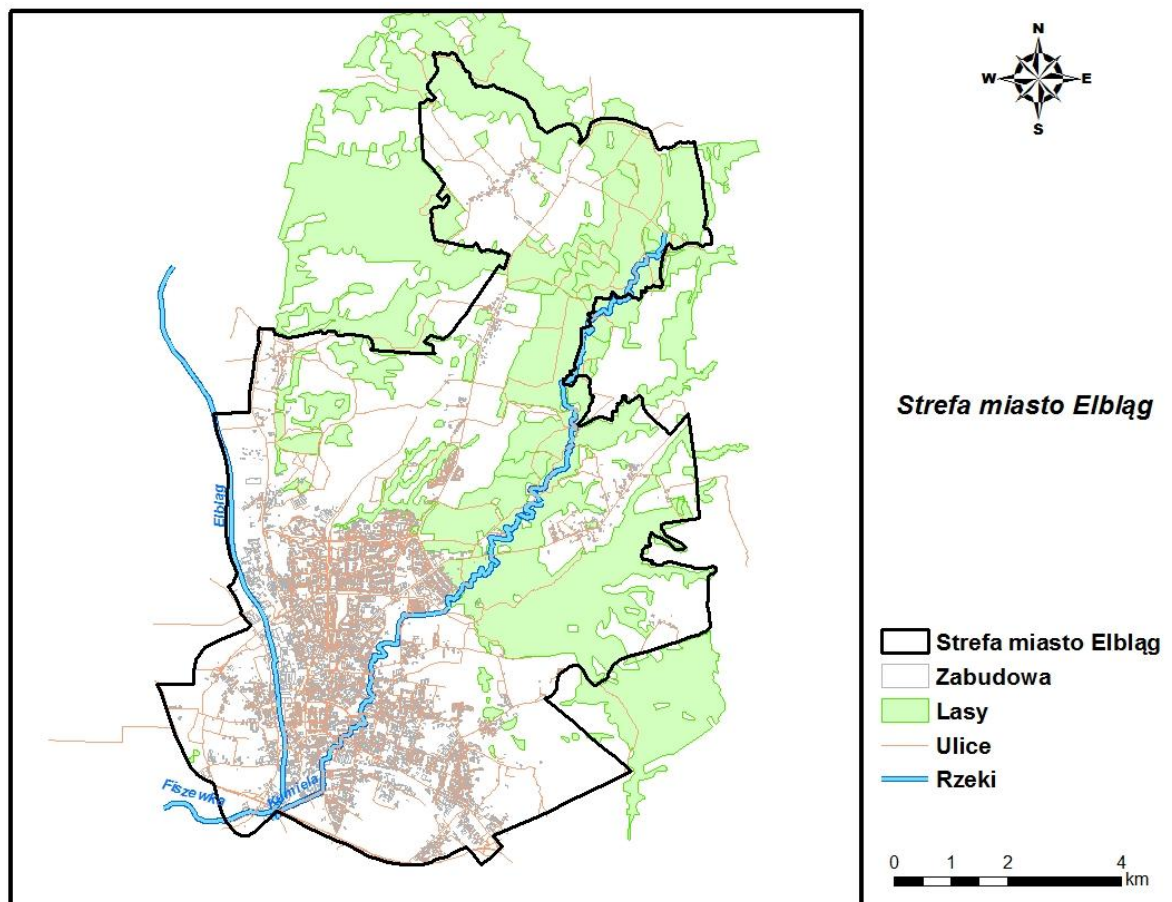 N
W E
S
Strefa miasto Elbląg
Elbląg
Fiszewka
Kumiela
Strefa miasto Elbląg
Zabudowa
Lasy
Ulice
Rzeki
0 1 2 4
km